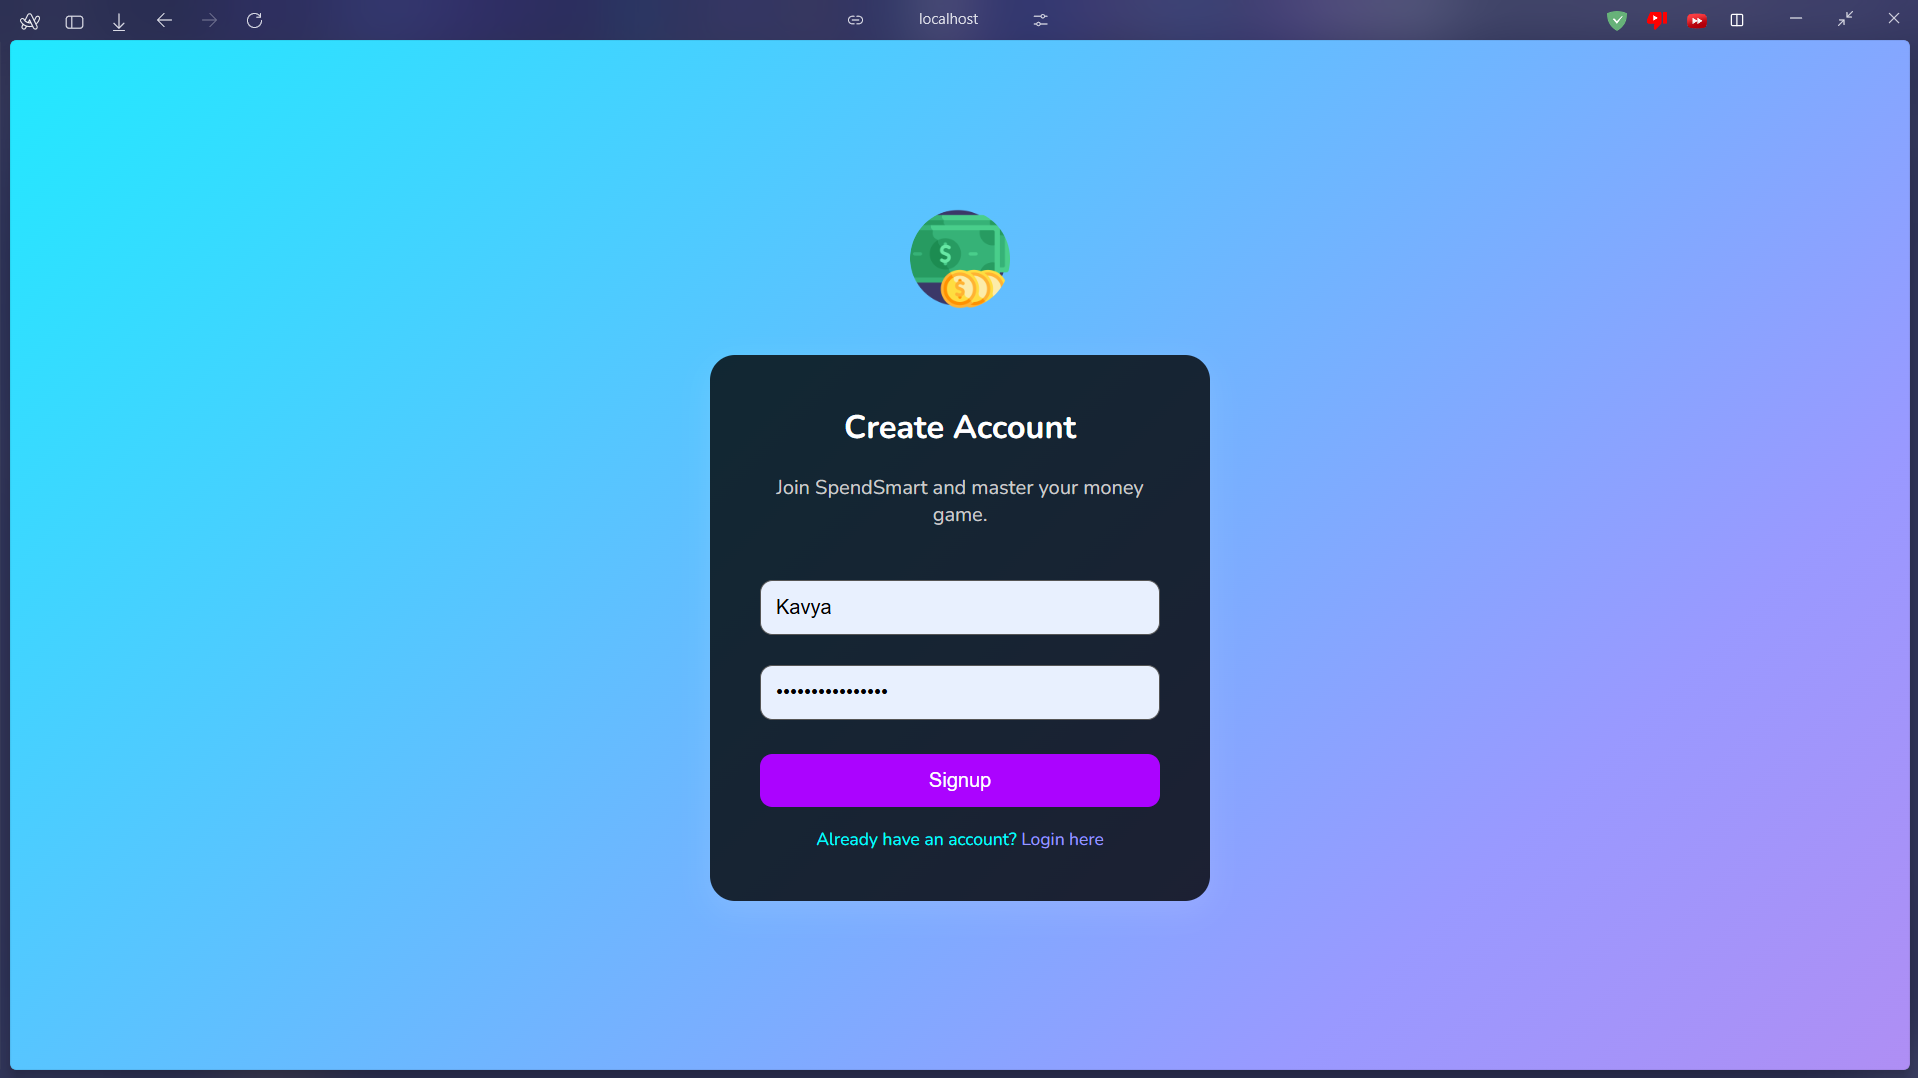 localhost
$
$
Create Account
Join SpendSmart and master your money
game.
Kavya
••••••••••••••••
Signup
Already have an account? Login here